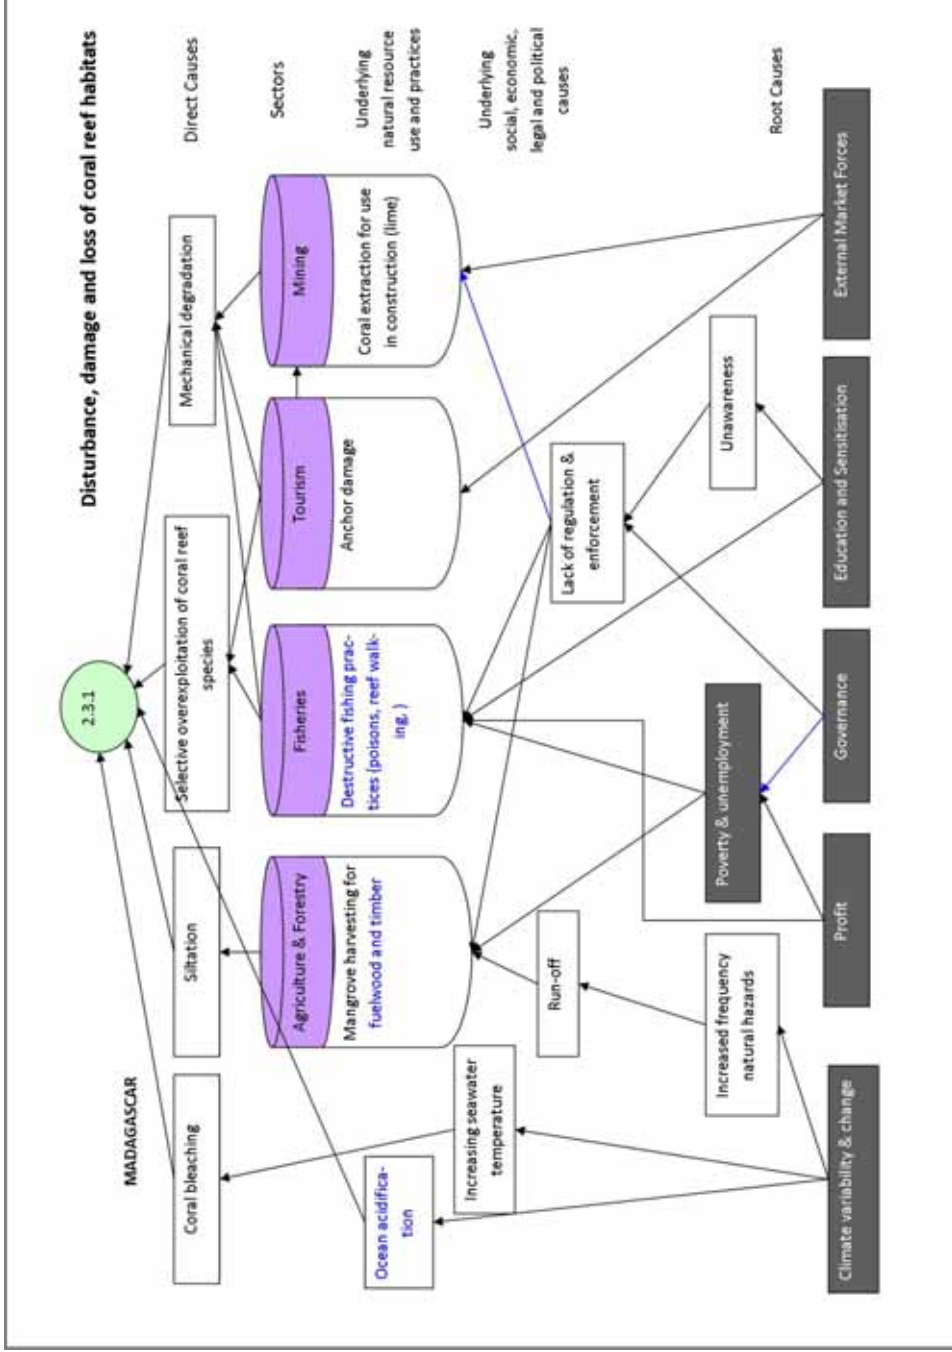 Disturbance, damage and loss of coral reef habitats
MADAGASCAR
2.3.1
Direct Causes
Coral bleaching
Siltation
Selective overexploitation of coral reef
species
Mechanical degradation
Sectors
Agriculture & Forestry
Fisheries
Tourism
Mining
Underlying
natural resource
use and practices
Mangrove harvesting for
fuelwood and timber
Destructive fishing prac-
tices (poisons, reef walk-
ing, )
Anchor damage
Coral extraction for use
in construction (lime)
Ocean acidifica-
tion
Underlying
social, economic,
legal and political
causes
Increasing seawater
temperature
Run-off
Lack of regulation &
enforcement
Increased frequency
natural hazards
Poverty & unemployment
Unawareness
Root Causes
Climate variability & change
Profit
Governance
Education and Sensitisation
External Market Forces